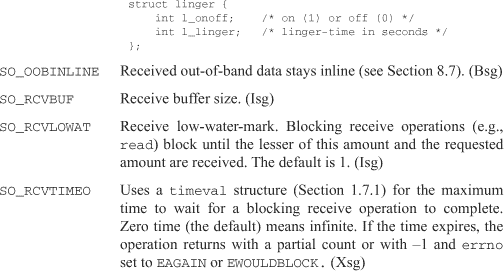 struct linger {
int l_onoff; /* on (1) or off (0) */
int l_linger; /* linger-time in seconds */
};
SO_OOBINLINE Received out-of-band data stays inline (see Section 8.7). (Bsg)
SO_RCVBUF Receive buffer size. (Isg)
SO_RCVLOWAT Receive low-water-mark. Blocking receive operations (e.g.,
read) block until the lesser of this amount and the requested
amount are received. The default is 1. (Isg)
SO_RCVTIMEO Uses a timeval structure (Section 1.7.1) for the maximum
time to wait for a blocking receive operation to complete.
Zero time (the default) means infinite. If the time expires, the
operation returns with a partial count or with −1 and errno
set to EAGAIN or EWOULDBLOCK. (Xsg)